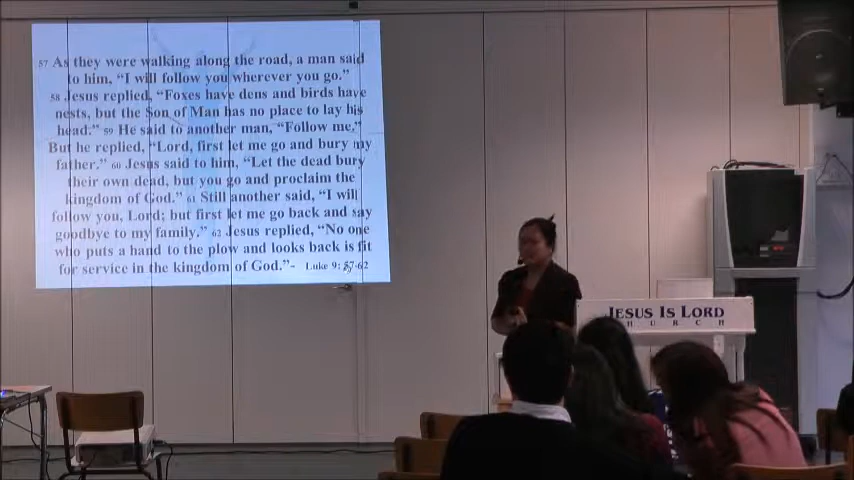 57 As they were walking along the road, a man said
to him, “I will follow you wherever you go.”
58 Jesus replied, “Foxes have dens and birds have
nests, but the Son of Man has no place to lay his
head.” 59 He said to another man, “Follow me,”
But he replied, “Lord, first let me go and bury my
father.” 60 Jesus said to him, “Let the dead bury
their own dead, but you go and proclaim the
kingdom of God.” 61 Still another said, “I will
follow you, Lord; but first let me go back and say
goodbye to my family.” 62 Jesus replied, “No one
who puts a hand to the plow and looks back is fit
for service in the kingdom of God.”- Luke 9: 57-62
JESUS IS LORD
CHURCH